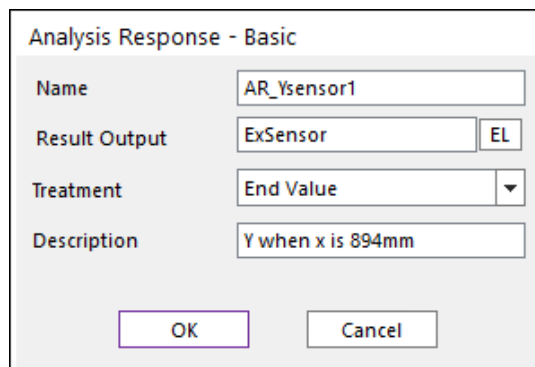 Analysis Response - Basic
Name AR_Ysensor1
Result Output ExSensor EL
Treatment End Value
Description Y when x is 894mm
OK Cancel